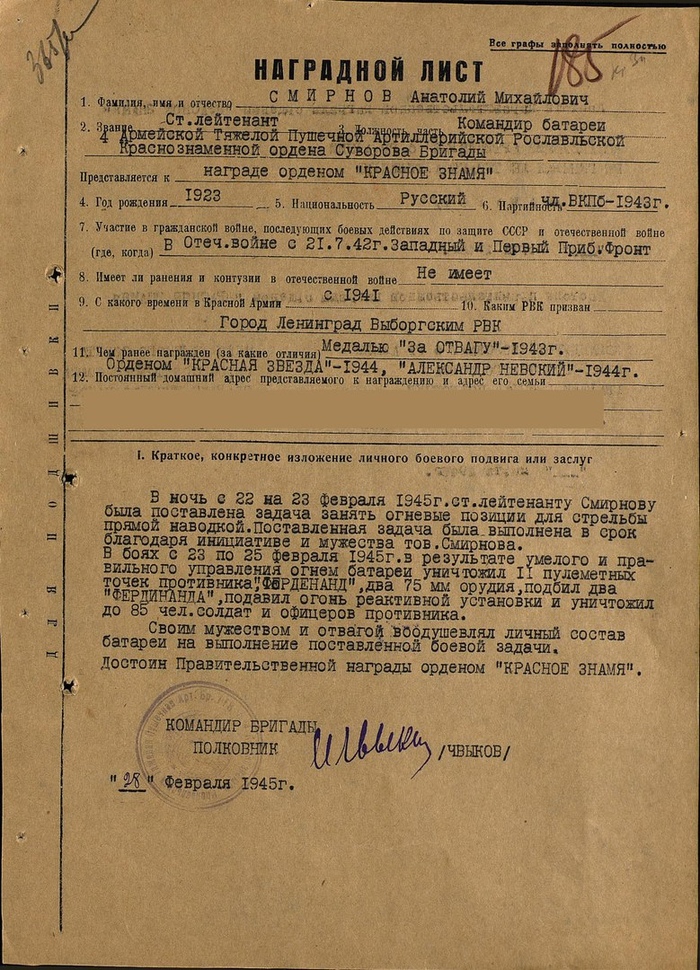 Все графы заполнять полностью
185
НАГРАДНОЙ ЛИСТ
1. Фамилия, имя и отчество СМИРНОВ Анатолий Михайлович
2. Звание Ст.лейтенант 3. Должность, часть Командир батареи
4 Армейской Тяжелой Пушечной Артиллерийской Рославльской
Краснознаменной ордена Суворова Бригады
Представляется к награде орденом "КРАСНОЕ ЗНАМЯ"
4. Год рождения 1923 5. Национальность Русский 6. Партийность чл.ВКПб-1943г.
7. Участие в гражданской войне, последующих боевых действиях по защите СССР и отечественной войне
(где, когда) В Отеч.войне с 21.7.42г.Западный и Первый Приб.Фронт
8. Имеет ли ранения и контузии в отечественной войне Не имеет
9. С какого времени в Красной Армии с 1941 10. Каким РВК призван
Город Ленинград Выборгским РВК
11. Чем ранее награжден (за какие отличия) Медалью "За ОТВАГУ"-1943г.
Орденом "КРАСНАЯ ЗВЕЗДА"-1944, "АЛЕКСАНДР НЕВСКИЙ"-1944г.
12. Постоянный домашний адрес представляемого к награждению и адрес его семьи
I. Краткое, конкретное изложение личного боевого подвига или заслуг
В ночь с 22 на 23 февраля 1945г.ст.лейтенанту Смирнову
была поставлена задача занять огневые позиции для стрельбы
прямой наводкой.Поставленная задача была выполнена в срок
благодаря инициативе и мужества тов.Смирнова.
В боях с 23 по 25 февраля 1945г.в результате умелого и пра-
вильного управления огнем батареи уничтожил II пулеметных
точек противника,"ФЕРДЕНАНД",два 75 мм орудия,подбил два
"ФЕРДИНАНДА",подавил огонь реактивной установки и уничтожил
до 85 чел.солдат и офицеров противника.
Своим мужеством и отвагой воодушевлял личный состав
батареи на выполнение поставленной боевой задачи.
Достоин Правительственной награды орденом "КРАСНОЕ ЗНАМЯ".
КОМАНДИР БРИГАДЫ
ПОЛКОВНИК /ЧВЫКОВ/
"28" Февраля 1945г.
ДЛЯ ПОДШИВКИ